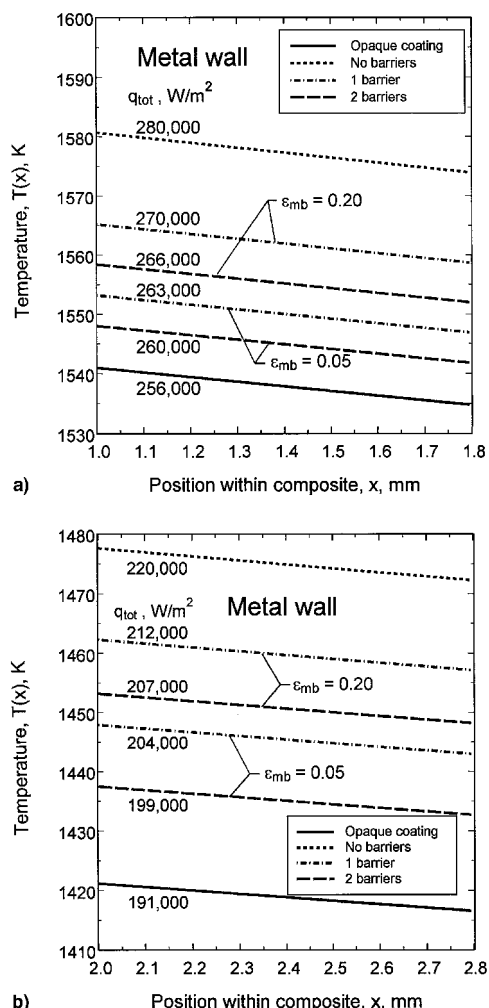 1600
1590
1580
1570
1560
1550
1540
1530
Temperature, T(x), K
Metal wall
q_tot , W/m²
Opaque coating
No barriers
1 barrier
2 barriers
280,000
270,000
ε_mb = 0.20
266,000
263,000
260,000
ε_mb = 0.05
256,000
1.0 1.1 1.2 1.3 1.4 1.5 1.6 1.7 1.8
a) Position within composite, x, mm
1480
1470
1460
1450
1440
1430
1420
1410
Temperature, T(x), K
220,000
q_tot , W/m²
Metal wall
212,000
ε_mb = 0.20
207,000
204,000
ε_mb = 0.05
199,000
Opaque coating
No barriers
1 barrier
2 barriers
191,000
2.0 2.1 2.2 2.3 2.4 2.5 2.6 2.7 2.8
b) Position within composite, x, mm